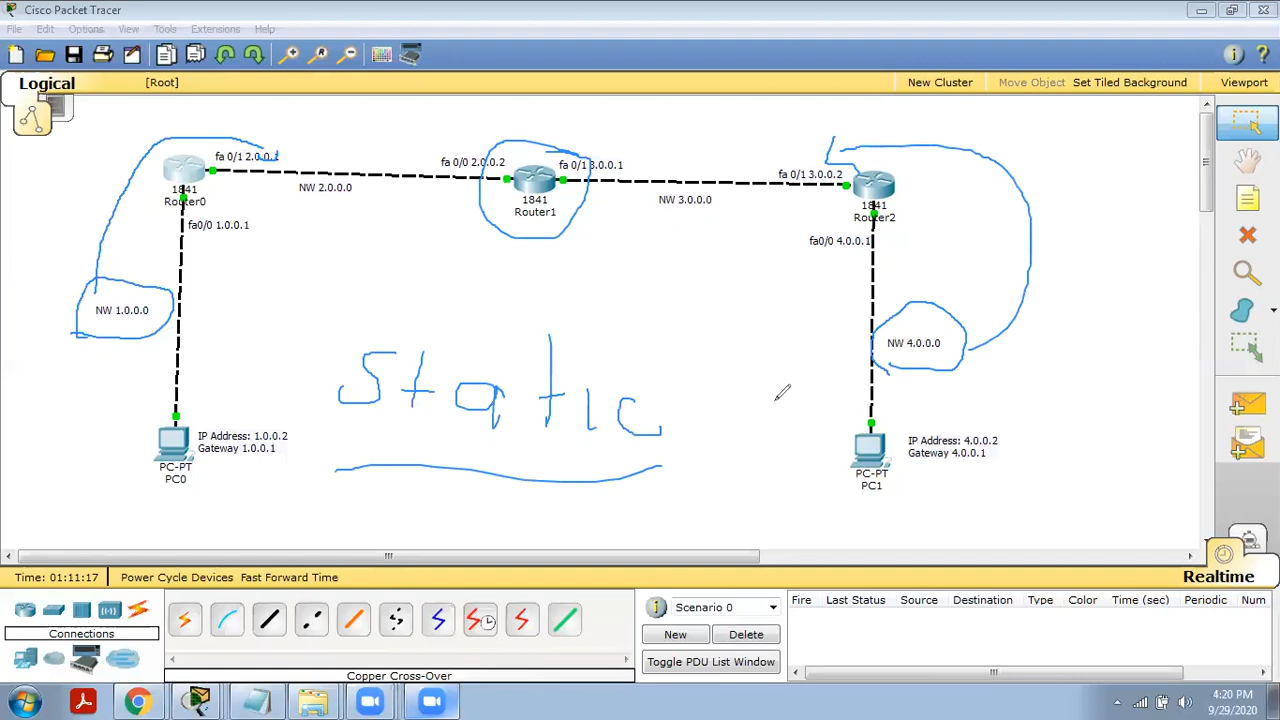 Cisco Packet Tracer
File Edit Options View Tools Extensions Help
Logical [Root] New Cluster Move Object Set Tiled Background Viewport
fa 0/1 2.0.0.1
fa 0/0 2.0.0.2
fa 0/1 3.0.0.1
fa 0/1 3.0.0.2
1841
Router0
NW 2.0.0.0
1841
Router1
NW 3.0.0.0
1841
Router2
fa0/0 1.0.0.1
fa0/0 4.0.0.1
NW 1.0.0.0
NW 4.0.0.0
Static
IP Address: 1.0.0.2
Gateway 1.0.0.1
PC-PT
PC0
IP Address: 4.0.0.2
Gateway 4.0.0.1
PC-PT
PC1
Time: 01:11:17 Power Cycle Devices Fast Forward Time Realtime
Connections
Copper Cross-Over
Scenario 0
New Delete
Toggle PDU List Window
Fire Last Status Source Destination Type Color Time (sec) Periodic Num
4:20 PM
9/29/2020